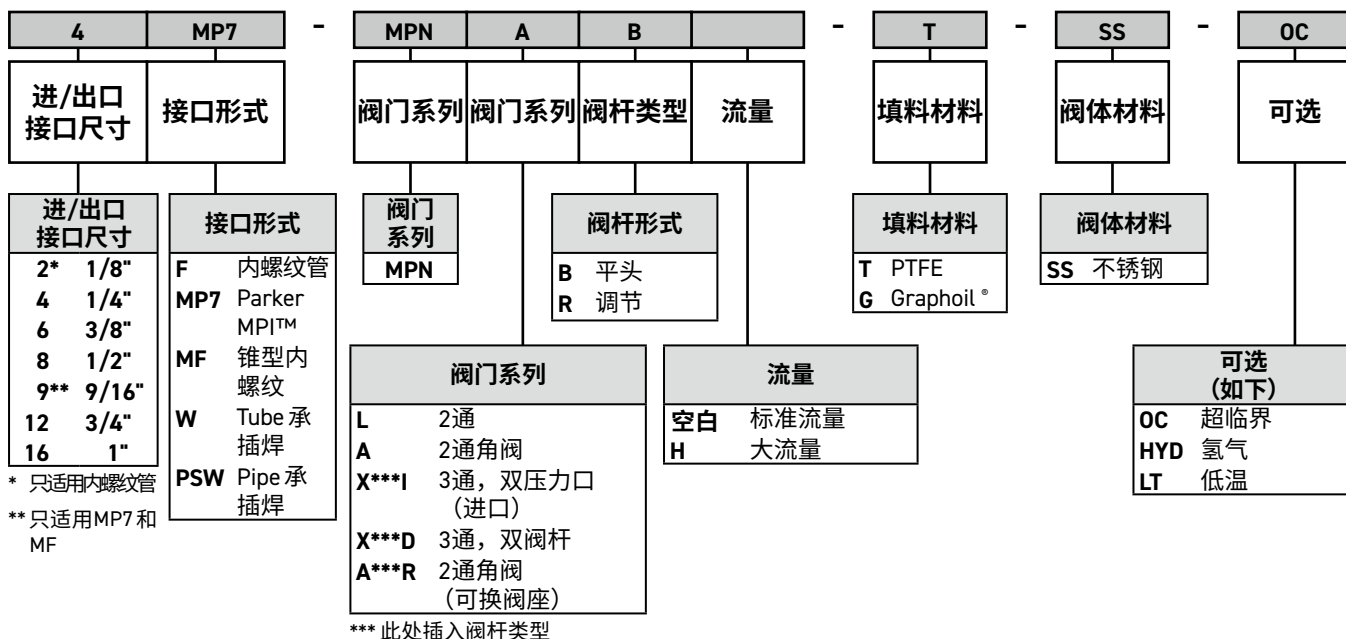 4 MP7 - MPN A B - T - SS - OC
进/出口
接口尺寸
接口形式
阀门系列
阀门系列
阀杆类型
流量
填料材料
阀体材料
可选
进/出口
接口尺寸
2* 1/8"
4 1/4"
6 3/8"
8 1/2"
9** 9/16"
12 3/4"
16 1"
* 只适用内螺纹管
** 只适用MP7 和
MF
接口形式
F 内螺纹管
MP7 Parker
MPI™
MF 锥型内
螺纹
W Tube 承
插焊
PSW Pipe 承
插焊
阀门
系列
MPN
阀门系列
L 2通
A 2通角阀
X***I 3通，双压力口
（进口）
X***D 3通，双阀杆
A***R 2通角阀
（可换阀座）
*** 此处插入阀杆类型
阀杆形式
B 平头
R 调节
流量
空白 标准流量
H 大流量
填料材料
T PTFE
G Graphoil ®
阀体材料
SS 不锈钢
可选
（如下）
OC 超临界
HYD 氢气
LT 低温